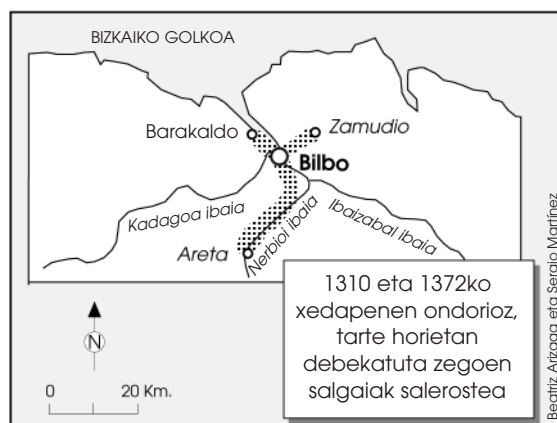 BIZKAIKO GOLKOA
Barakaldo
Zamudio
Bilbo
Kadagoa ibaia
Nerbioi ibaia
Ibaizabal ibaia
Areta
1310 eta 1372ko
xedapenen ondorioz,
tarte horietan
debekatuta zegoen
salgaiak salerostea
N
0 20 Km.
Beatriz Arizaga eta Sergio Martínez